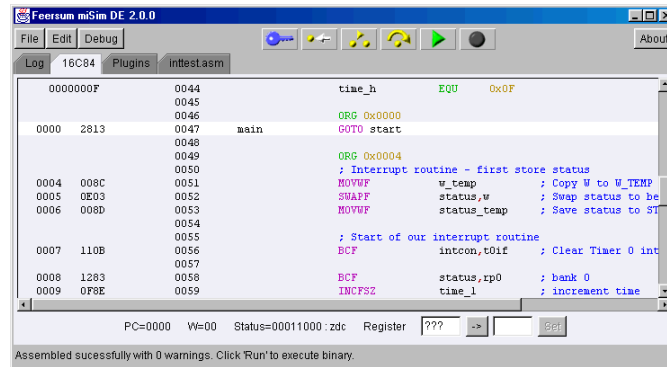 Feersum miSim DE 2.0.0
File Edit Debug About
Log 16C84 Plugins inttest.asm
0000000F 0044 time_h EQU 0x0F
0045
0046 ORG 0x0000
0000 2813 0047 main GOTO start
0048
0049 ORG 0x0004
0050 ; Interrupt routine - first store status
0004 008C 0051 MOVWF w_temp ; Copy W to W_TEMP
0005 0E03 0052 SWAPF status,w ; Swap status to be
0006 008D 0053 MOVWF status_temp ; Save status to ST
0054
0055 ; Start of our interrupt routine
0007 110B 0056 BCF intcon,t0if ; Clear Timer 0 int
0057
0008 1283 0058 BCF status,rp0 ; bank 0
0009 0F8E 0059 INCFSZ time_l ; increment time
PC=0000 W=00 Status=00011000 : zdc Register ??? -> Set
Assembled sucessfully with 0 warnings. Click 'Run' to execute binary.